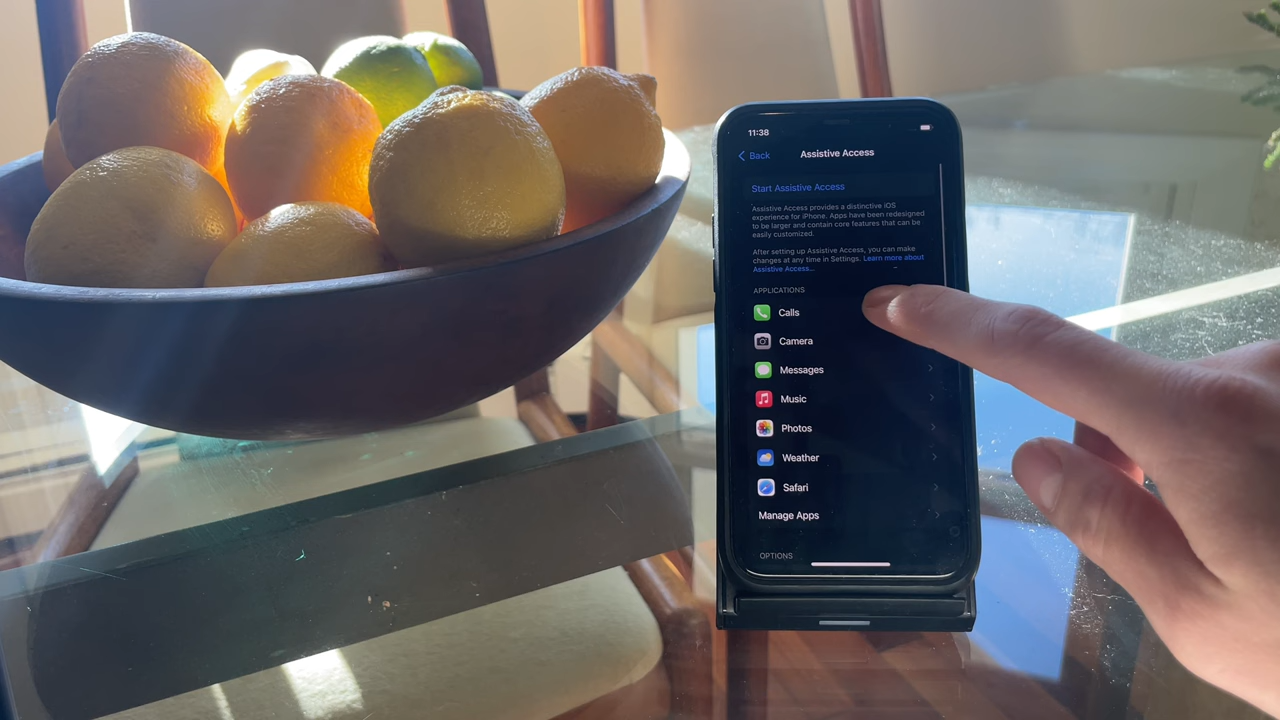 11:38
Back
Assistive Access
Start Assistive Access
Assistive Access provides a distinctive iOS
experience for iPhone. Apps have been redesigned
to be larger and contain core features that can be
easily customized.
After setting up Assistive Access, you can make
changes at any time in Settings. Learn more about
Assistive Access...
APPLICATIONS
Calls
Camera
Messages
Music
Photos
Weather
Safari
Manage Apps
OPTIONS